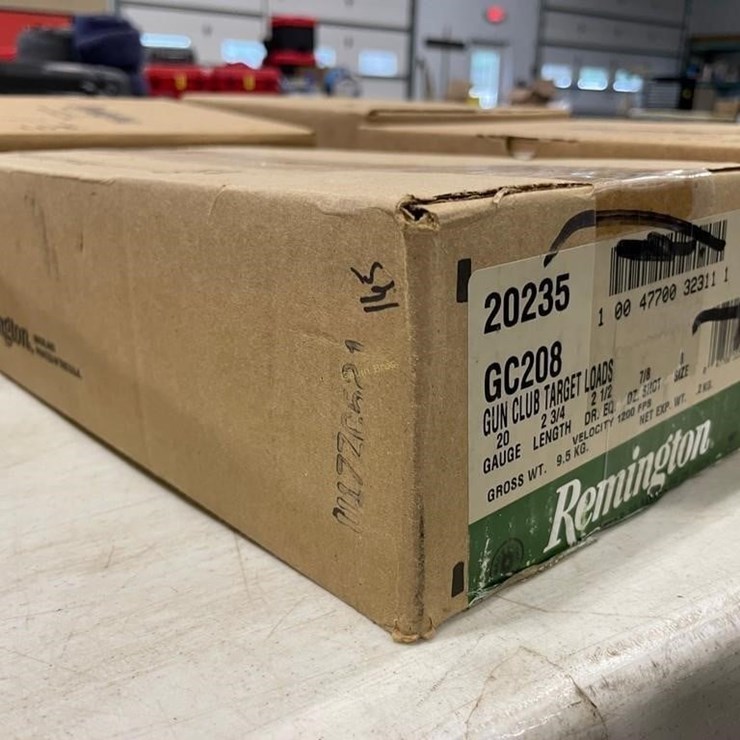 20235
1 00 47700 32311 1
GC208
GUN CLUB TARGET LOADS
20 2 3/4 2 1/2 7/8 8
GAUGE LENGTH DR. EQ. OZ. SHOT SIZE
VELOCITY 1200 FPS
GROSS WT. 9.5 KG. NET EXP. WT. .2 KG.
Remington